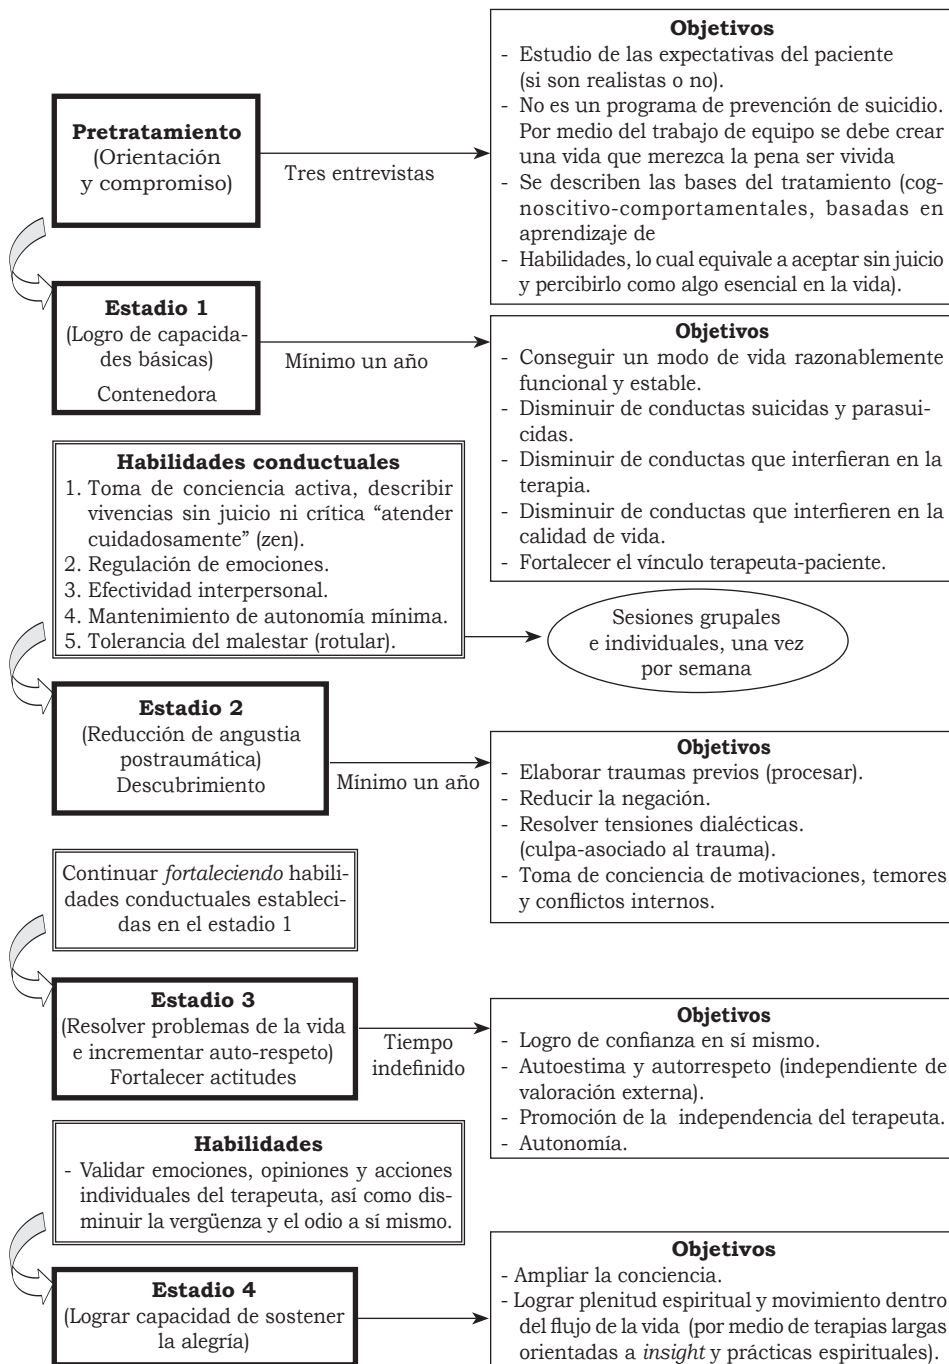 Pretratamiento
(Orientación
y compromiso)
Tres entrevistas
Objetivos
- Estudio de las expectativas del paciente
(si son realistas o no).
- No es un programa de prevención de suicidio.
Por medio del trabajo de equipo se debe crear
una vida que merezca la pena ser vivida
- Se describen las bases del tratamiento (cog-
noscitivo-comportamentales, basadas en
aprendizaje de
- Habilidades, lo cual equivale a aceptar sin juicio
y percibirlo como algo esencial en la vida).
Estadio 1
(Logro de capacida-
des básicas)
Contenedora
Mínimo un año
Objetivos
- Conseguir un modo de vida razonablemente
funcional y estable.
- Disminuir de conductas suicidas y parasui-
cidas.
- Disminuir de conductas que interfieran en la
terapia.
- Disminuir de conductas que interfieren en la
calidad de vida.
- Fortalecer el vínculo terapeuta-paciente.
Habilidades conductuales
1. Toma de conciencia activa, describir
vivencias sin juicio ni crítica “atender
cuidadosamente” (zen).
2. Regulación de emociones.
3. Efectividad interpersonal.
4. Mantenimiento de autonomía mínima.
5. Tolerancia del malestar (rotular).
Sesiones grupales
e individuales, una vez
por semana
Estadio 2
(Reducción de angustia
postraumática)
Descubrimiento
Mínimo un año
Objetivos
- Elaborar traumas previos (procesar).
- Reducir la negación.
- Resolver tensiones dialécticas.
(culpa-asociado al trauma).
- Toma de conciencia de motivaciones, temores
y conflictos internos.
Continuar fortaleciendo habili-
dades conductuales estableci-
das en el estadio 1
Estadio 3
(Resolver problemas de la vida
e incrementar auto-respeto)
Fortalecer actitudes
Tiempo
indefinido
Objetivos
- Logro de confianza en sí mismo.
- Autoestima y autorrespeto (independiente de
valoración externa).
- Promoción de la independencia del terapeuta.
- Autonomía.
Habilidades
- Validar emociones, opiniones y acciones
individuales del terapeuta, así como dis-
minuir la vergüenza y el odio a sí mismo.
Estadio 4
(Lograr capacidad de sostener
la alegría)
Objetivos
- Ampliar la conciencia.
- Lograr plenitud espiritual y movimiento dentro
del flujo de la vida (por medio de terapias largas
orientadas a insight y prácticas espirituales).